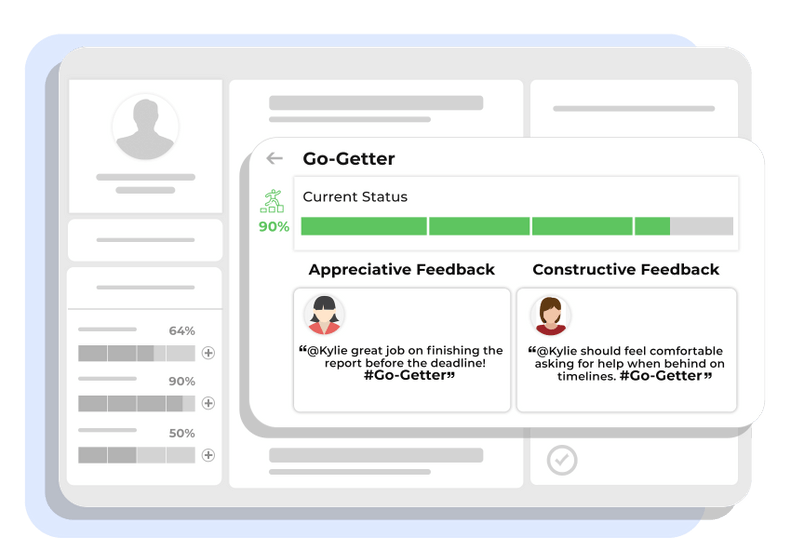 Go-Getter
Current Status
90%
Appreciative Feedback
Constructive Feedback
“@Kylie great job on finishing the
report before the deadline!
#Go-Getter”
“@Kylie should feel comfortable
asking for help when behind on
timelines. #Go-Getter”
64%
90%
50%